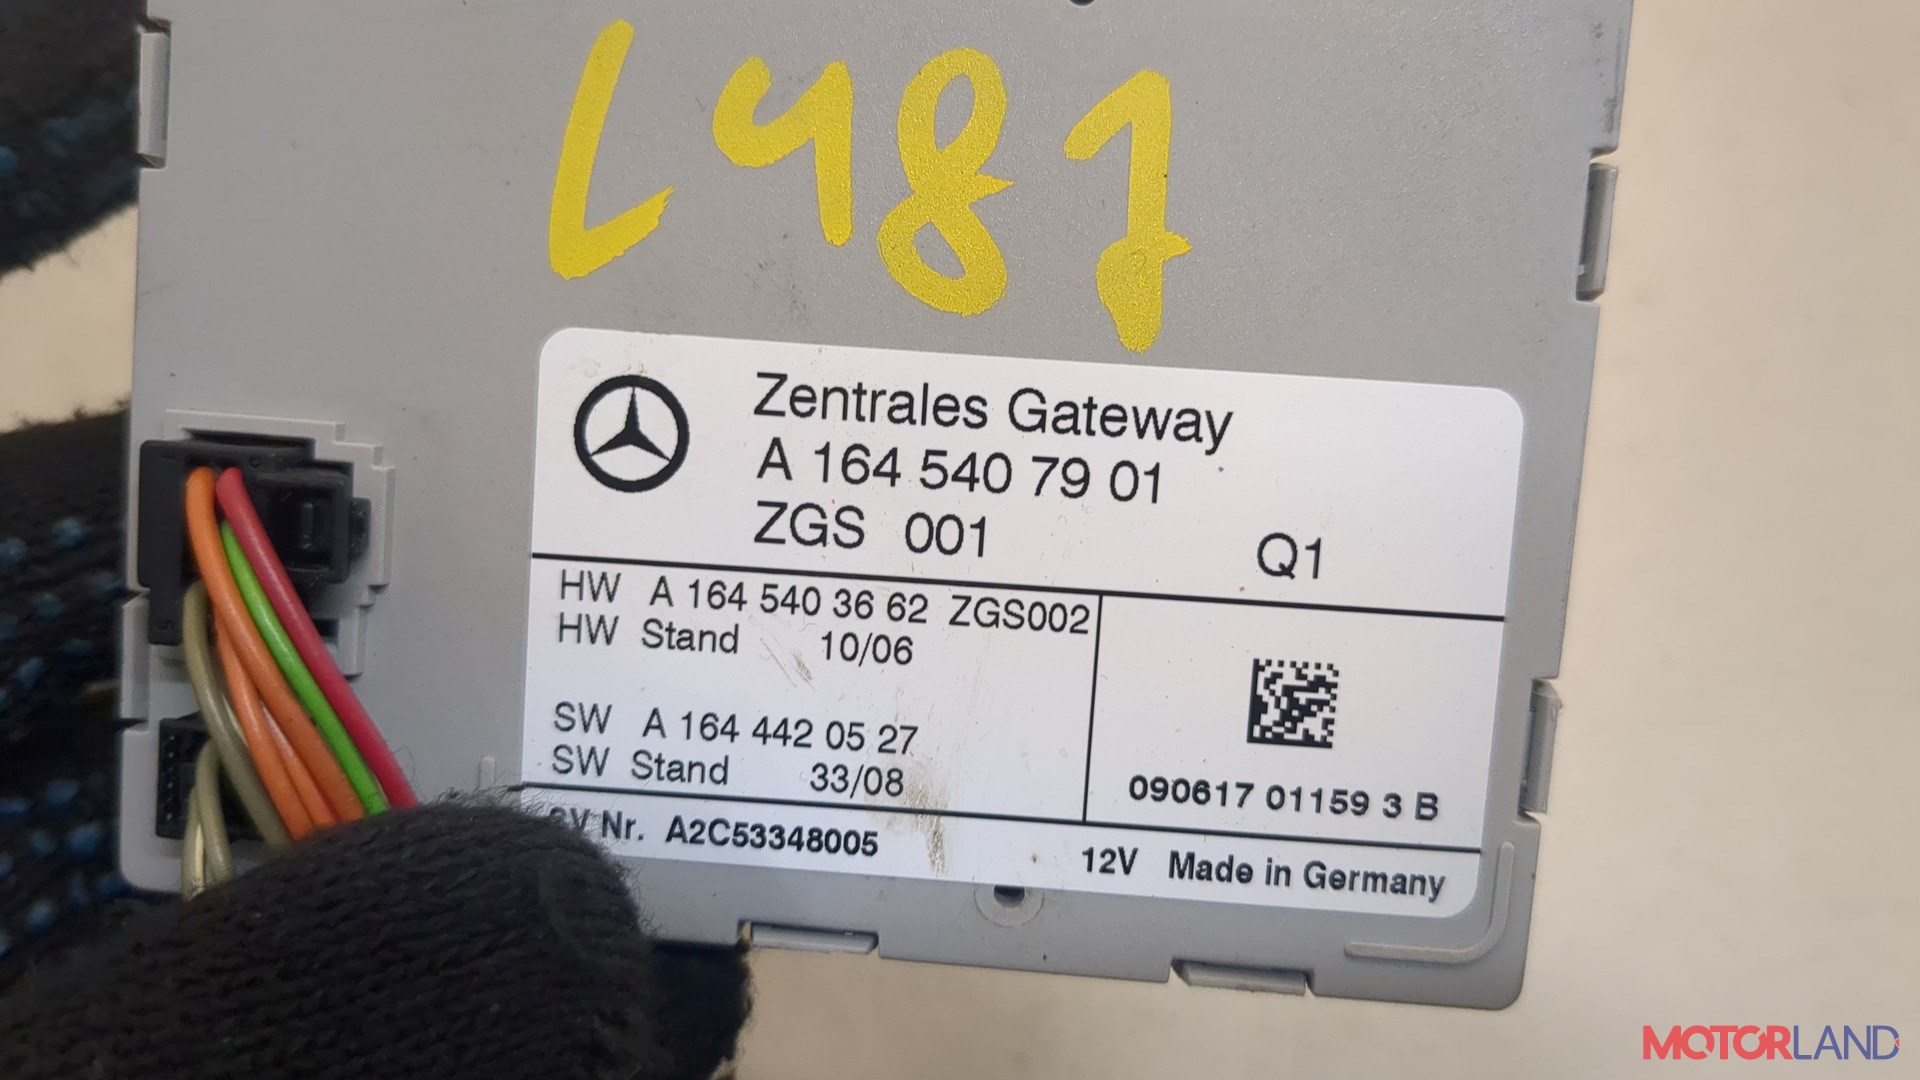 L487
Zentrales Gateway
A 164 540 79 01
ZGS 001 Q1
HW A 164 540 36 62 ZGS002
HW Stand 10/06
SW A 164 442 05 27
SW Stand 33/08
090617 01159 3 B
Nr. A2C53348005
12V Made in Germany
MOTORLAND